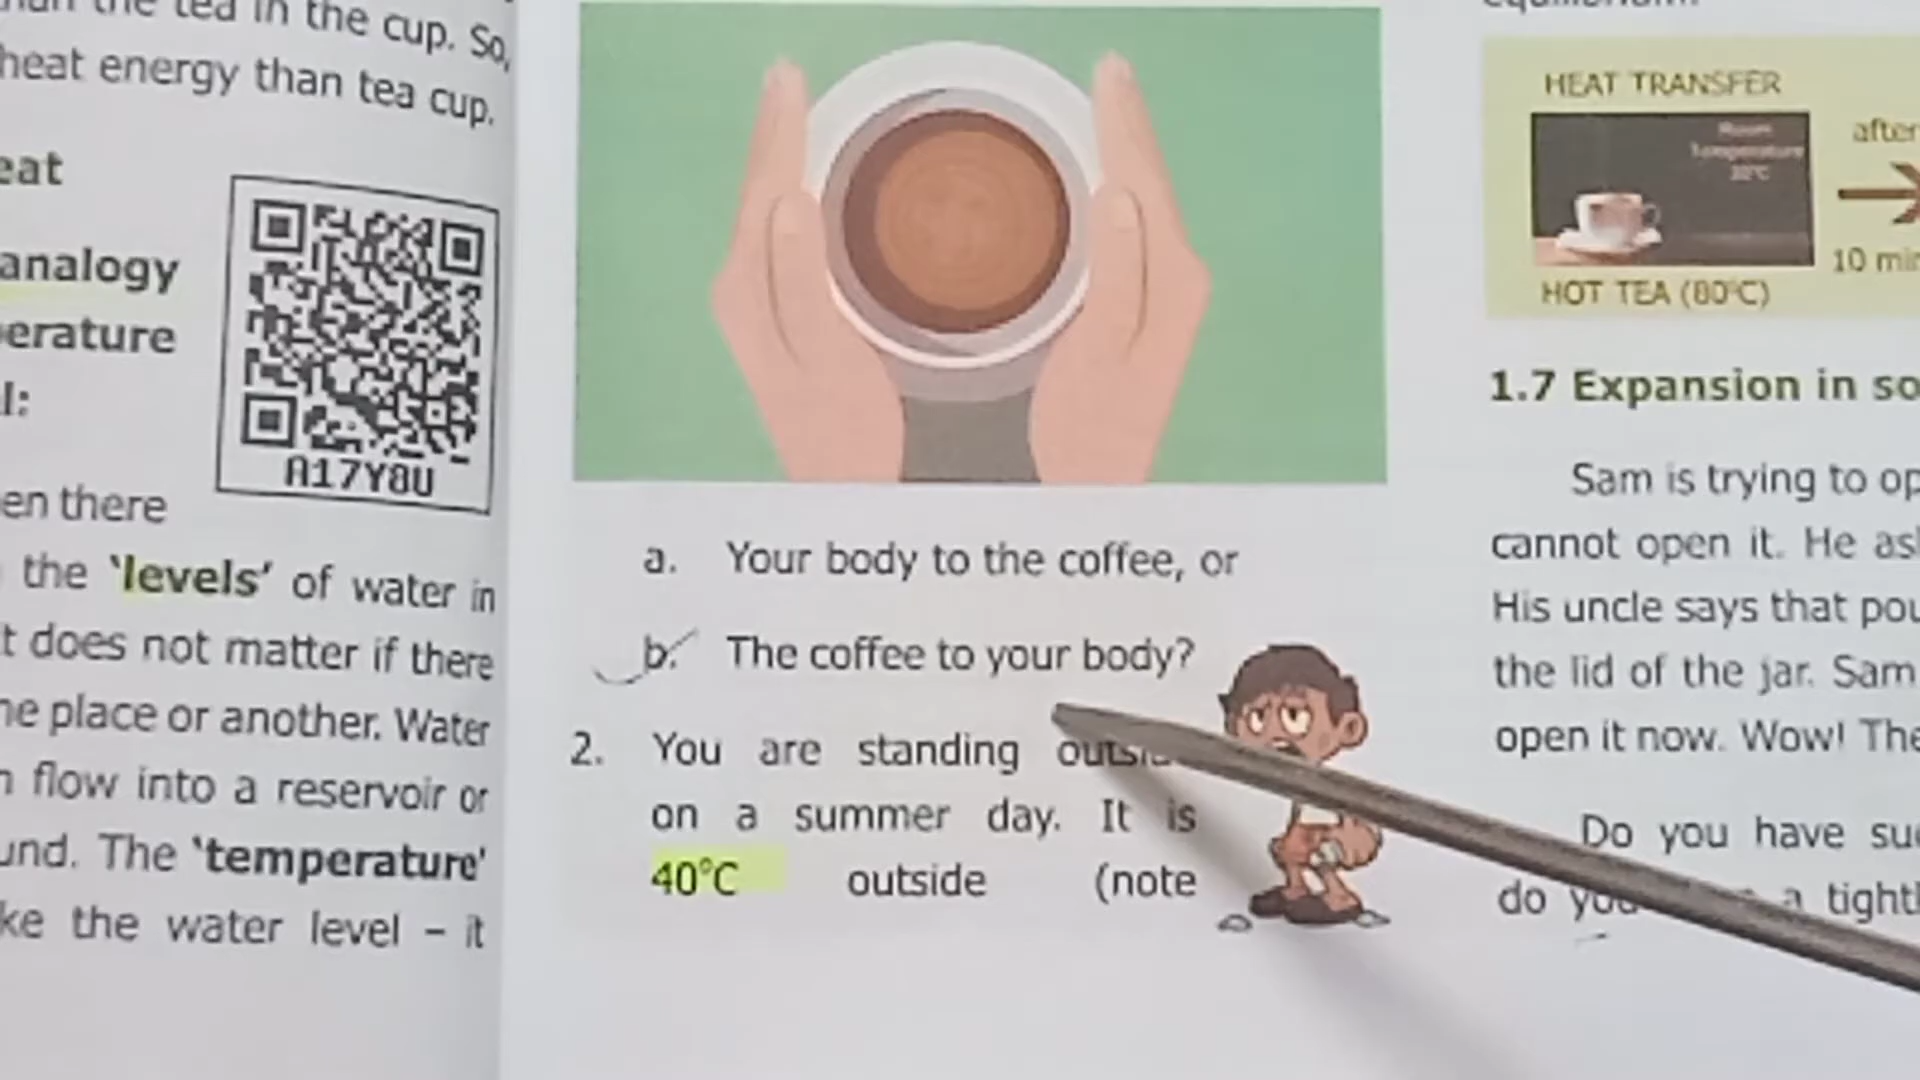 the tea in the cup. So,
heat energy than tea cup.
eat
analogy
perature
l:
A17Y8U
en there
the 'levels' of water in
t does not matter if there
ne place or another. Water
n flow into a reservoir or
und. The 'temperature'
ke the water level – it
a. Your body to the coffee, or
b. The coffee to your body?
2. You are standing
on a summer day. It is
40°C outside (note
HEAT TRANSFER
Room
Temperature
after
10 min
HOT TEA (80°C)
1.7 Expansion in so
Sam is trying to op
cannot open it. He as
His uncle says that pou
the lid of the jar. Sam
open it now. Wow! The
Do you have su
do you a tight